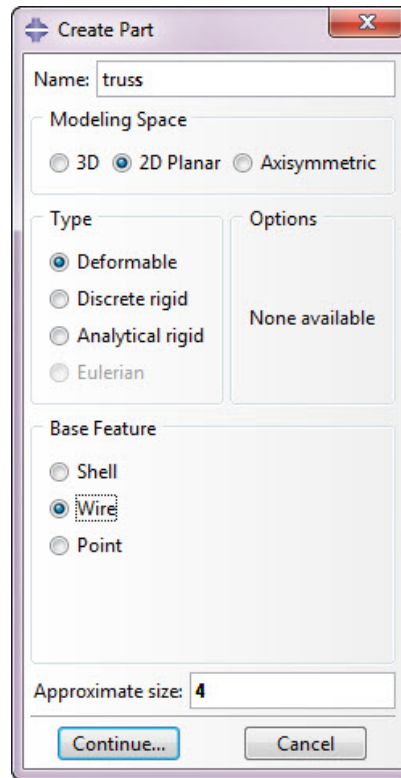 Create Part
Name: truss
Modeling Space
3D 2D Planar Axisymmetric
Type
Deformable
Discrete rigid
Analytical rigid
Eulerian
Options
None available
Base Feature
Shell
Wire
Point
Approximate size: 4
Continue... Cancel